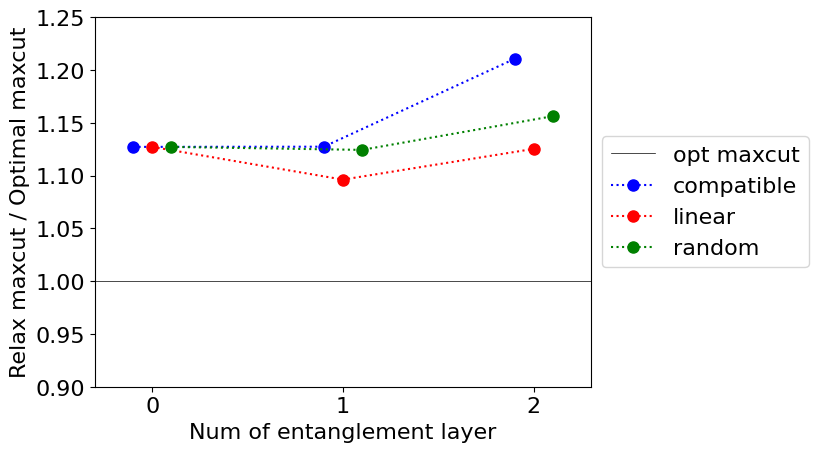 Relax maxcut / Optimal maxcut
1.25
1.20
1.15
1.10
1.05
1.00
0.95
0.90
0 1 2
Num of entanglement layer
opt maxcut
compatible
linear
random